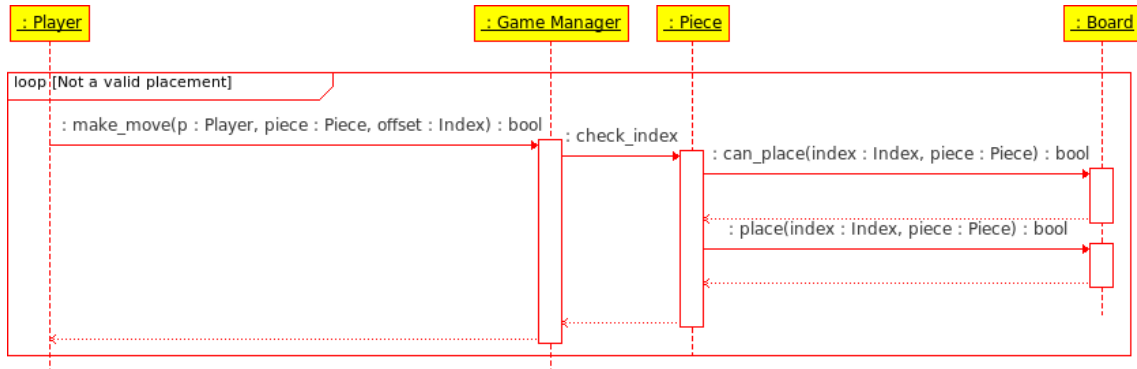 : Player
: Game Manager
: Piece
: Board
loop [Not a valid placement]
: make_move(p : Player, piece : Piece, offset : Index) : bool
: check_index
: can_place(index : Index, piece : Piece) : bool
: place(index : Index, piece : Piece) : bool